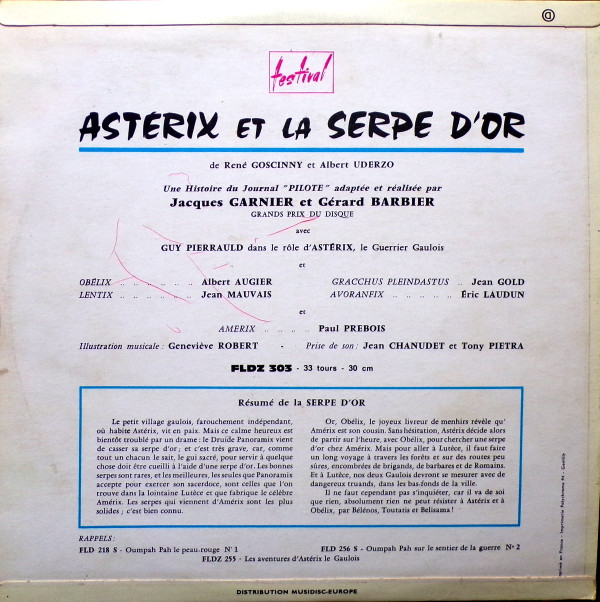 @
festival
ASTÉRIX ET LA SERPE D'OR
de René GOSCINNY et Albert UDERZO
Une Histoire du Journal "PILOTE" adaptée et réalisée par
Jacques GARNIER et Gérard BARBIER
GRANDS PRIX DU DISQUE
avec
GUY PIERRAULD dans le rôle d'ASTÉRIX, le Guerrier Gaulois
et
OBÉLIX .. .. .. .. .. .. Albert AUGIER
LENTIX .. .. .. .. .. .. Jean MAUVAIS
GRACCHUS PLEINDASTUS .. Jean GOLD
AVORANFIX .. .. .. .. .. Éric LAUDUN
et
AMERIX .. .. .. .. Paul PREBOIS
Illustration musicale : Geneviève ROBERT - Prise de son : Jean CHANUDET et Tony PIETRA
FLDZ 303 - 33 tours - 30 cm
Résumé de la SERPE D'OR
Le petit village gaulois, farouchement indépendant,
où habite Astérix, vit en paix. Mais ce calme heureux est
bientôt troublé par un drame : le Druïde Panoramix vient
de casser sa serpe d'or ; et c'est très grave, car, comme
tout un chacun le sait, le gui sacré, pour servir à quelque
chose doit être cueilli à l'aide d'une serpe d'or. Les bonnes
serpes sont rares, et les meilleures, les seules que Panoramix
accepte pour exercer son sacerdoce, sont celles que l'on
trouve dans la lointaine Lutèce et que fabrique le célèbre
Amérix. Les serpes qui viennent d'Amérix sont les plus
solides ; c'est bien connu.
Or, Obélix, le joyeux livreur de menhirs révèle qu'
Amérix est son cousin. Sans hésitation, Astérix décide alors
de partir sur l'heure, avec Obélix, pour chercher une serpe
d'or chez Amérix. Mais pour aller à Lutèce, il faut faire
un long voyage à travers les forêts et sur des routes peu
sûres, encombrées de brigands, de barbares et de Romains.
Et à Lutèce, nos deux Gaulois devront se mesurer avec de
dangereux truands, dans les bas-fonds de la ville.
Il ne faut cependant pas s'inquiéter, car il va de soi
que rien, absolument rien ne peut résister à Astérix et à
Obélix, par Bélénos, Toutatis et Belisama !
RAPPELS :
FLD 218 S - Oumpah Pah le peau-rouge N° 1
FLD 256 S - Oumpah Pah sur le sentier de la guerre N° 2
FLDZ 255 - Les aventures d'Astérix le Gaulois
DISTRIBUTION MUSIDISC-EUROPE